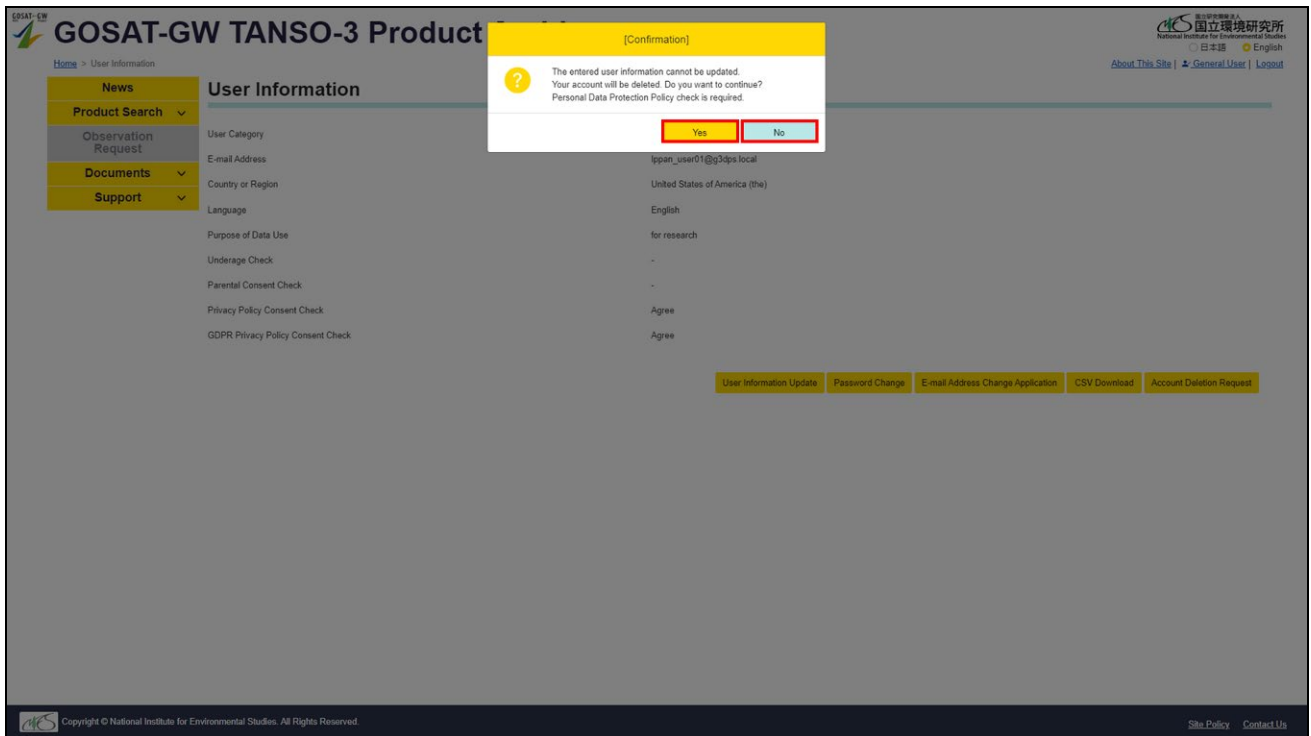 GOSAT-GW
GOSAT-GW TANSO-3 Product
国立研究開発法人
国立環境研究所
National Institute for Environmental Studies
日本語 English
Home > User Information
About This Site | General User | Logout
[Confirmation]
The entered user information cannot be updated.
Your account will be deleted. Do you want to continue?
Personal Data Protection Policy check is required.
Yes No
News
Product Search
Observation
Request
Documents
Support
User Information
User Category
E-mail Address Ippan_user01@g3dps.local
Country or Region United States of America (the)
Language English
Purpose of Data Use for research
Underage Check -
Parental Consent Check -
Privacy Policy Consent Check Agree
GDPR Privacy Policy Consent Check Agree
User Information Update Password Change E-mail Address Change Application CSV Download Account Deletion Request
Copyright © National Institute for Environmental Studies. All Rights Reserved.
Site Policy Contact Us